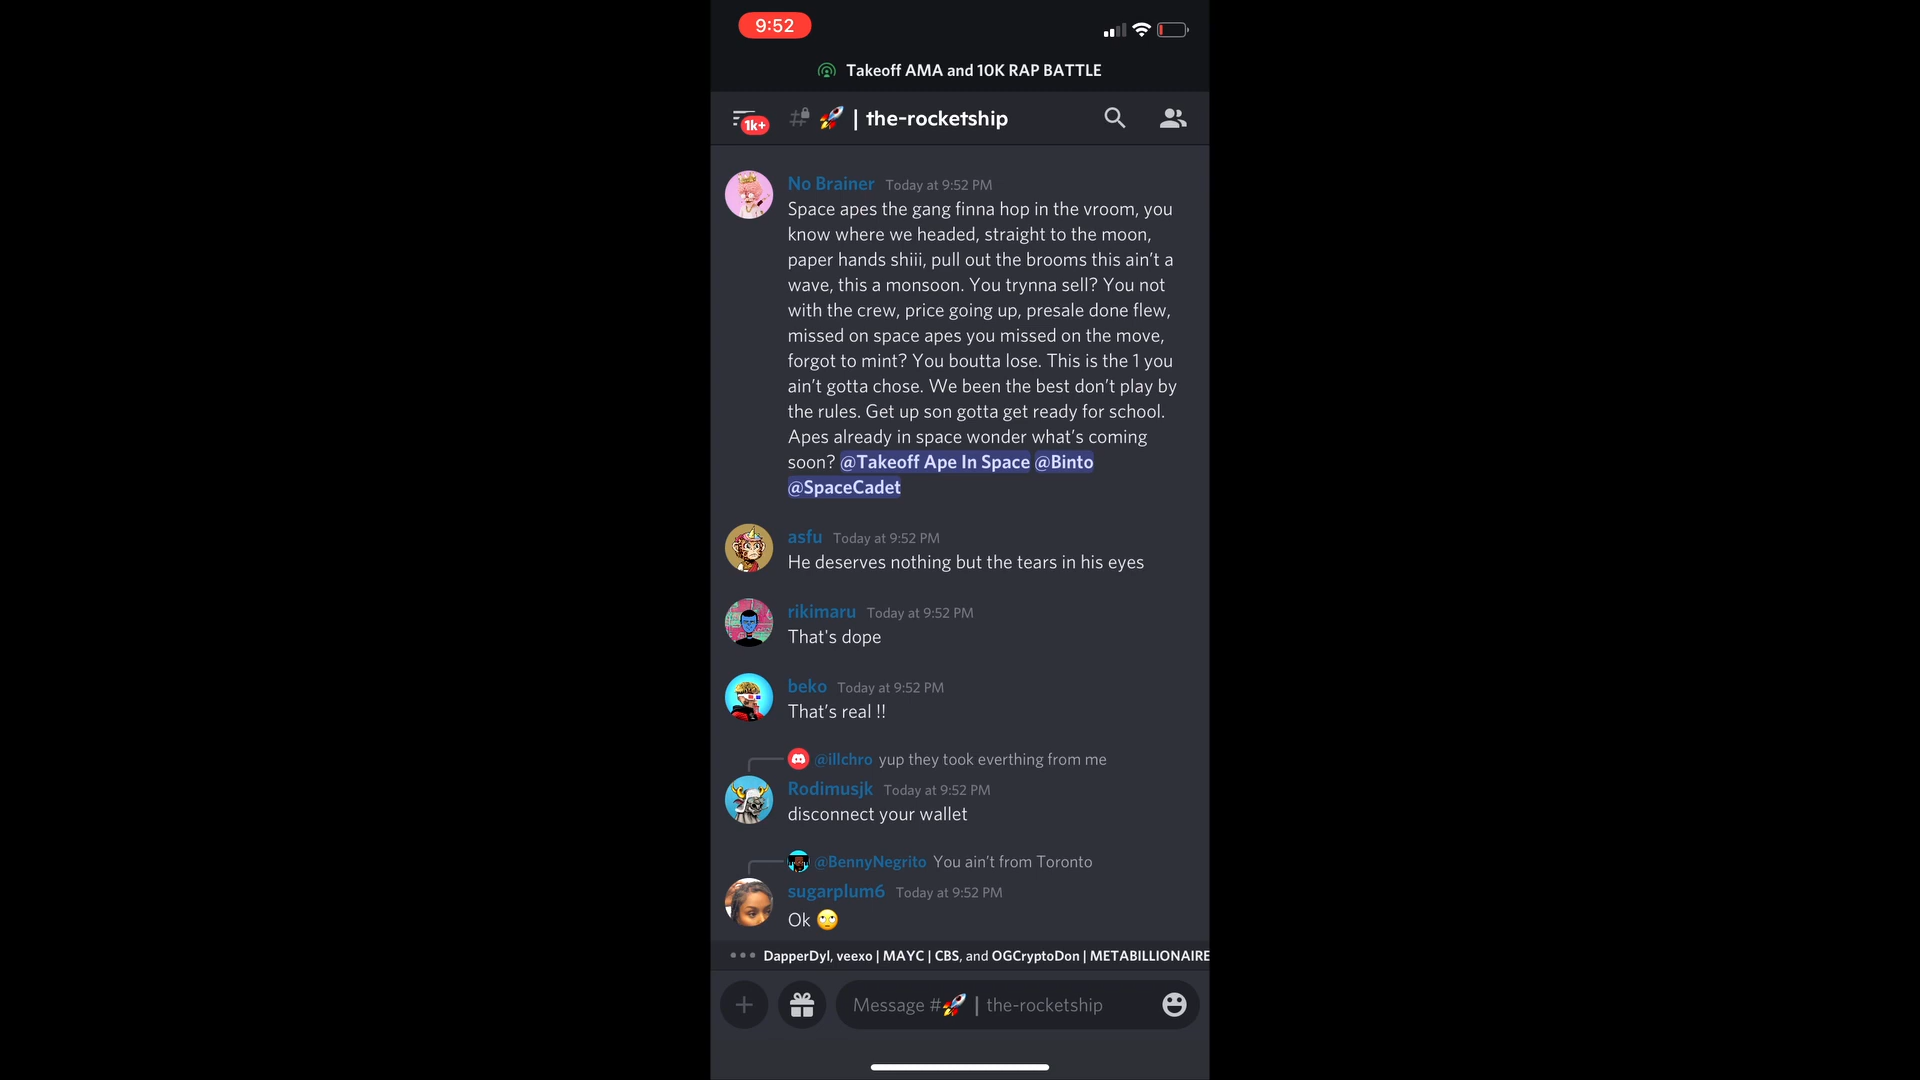 9:52
Takeoff AMA and 10K RAP BATTLE
1k+
# 🚀 | the-rocketship
No Brainer Today at 9:52 PM
Space apes the gang finna hop in the vroom, you
know where we headed, straight to the moon,
paper hands shiii, pull out the brooms this ain't a
wave, this a monsoon. You trynna sell? You not
with the crew, price going up, presale done flew,
missed on space apes you missed on the move,
forgot to mint? You boutta lose. This is the 1 you
ain't gotta chose. We been the best don't play by
the rules. Get up son gotta get ready for school.
Apes already in space wonder what's coming
soon? @Takeoff Ape In Space @Binto
@SpaceCadet
asfu Today at 9:52 PM
He deserves nothing but the tears in his eyes
rikimaru Today at 9:52 PM
That's dope
beko Today at 9:52 PM
That's real !!
@illchro yup they took everthing from me
Rodimusjk Today at 9:52 PM
disconnect your wallet
@BennyNegrito You ain't from Toronto
sugarplum6 Today at 9:52 PM
Ok 🙄
DapperDyl, veexo | MAYC | CBS, and OGCryptoDon | METABILLIONAIRE
Message #🚀 | the-rocketship